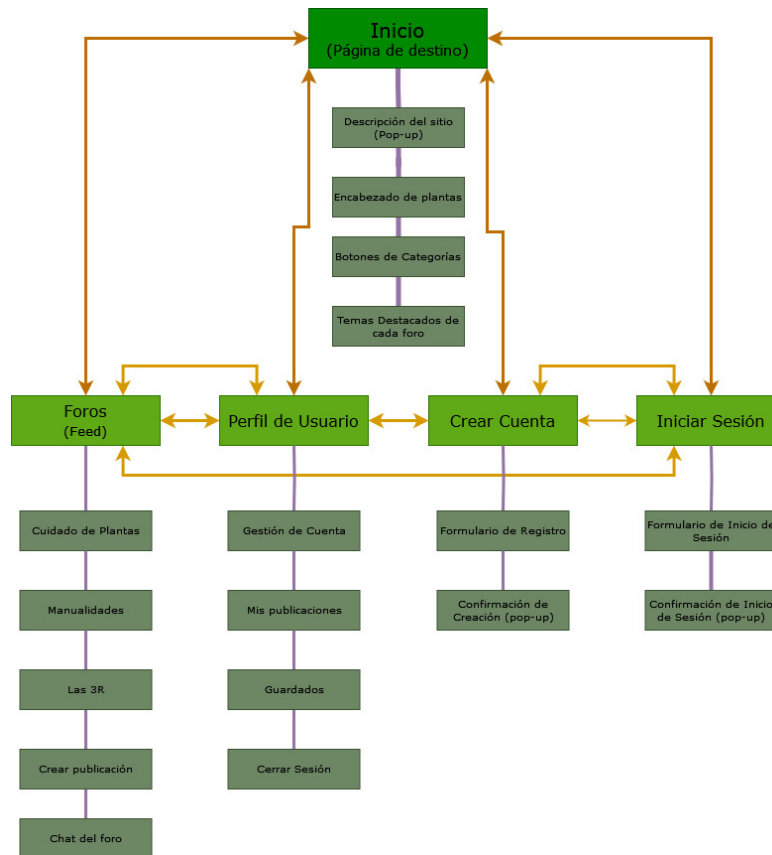 Inicio
(Página de destino)
Descripción del sitio
(Pop-up)
Encabezado de plantas
Botones de Categorías
Temas Destacados de
cada foro
Foros
(Feed)
Perfil de Usuario
Crear Cuenta
Iniciar Sesión
Cuidado de Plantas
Gestión de Cuenta
Formulario de Registro
Formulario de Inicio de
Sesión
Manualidades
Mis publicaciones
Confirmación de
Creación (pop-up)
Confirmación de Inicio
de Sesión (pop-up)
Las 3R
Guardados
Crear publicación
Cerrar Sesión
Chat del foro